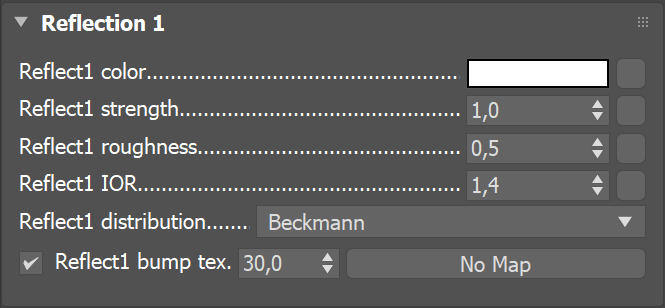 Reflection 1
Reflect1 color
Reflect1 strength 1,0
Reflect1 roughness 0,5
Reflect1 IOR 1,4
Reflect1 distribution Beckmann
Reflect1 bump tex. 30,0 No Map